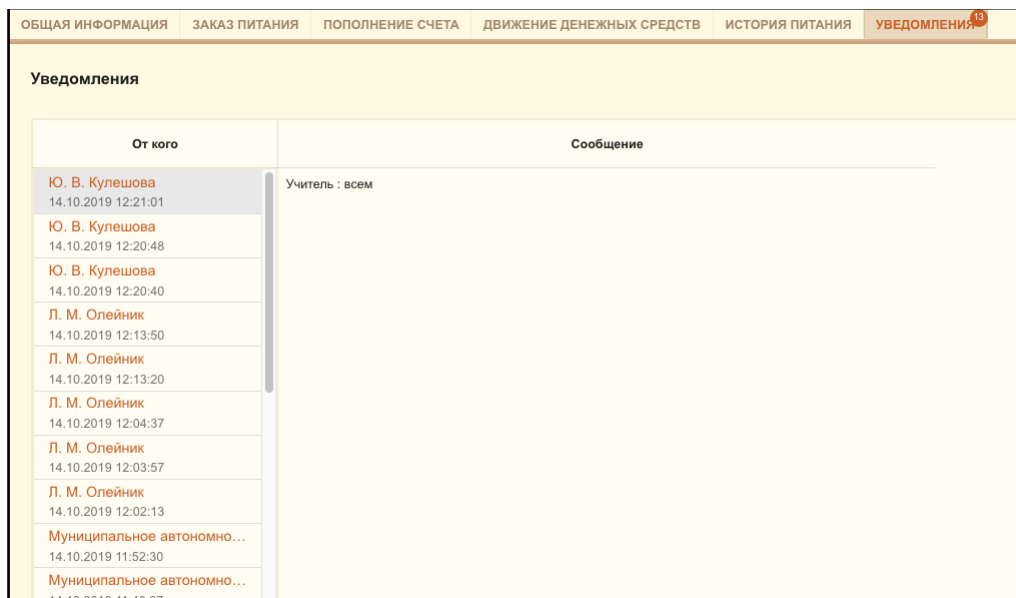 ОБЩАЯ ИНФОРМАЦИЯ ЗАКАЗ ПИТАНИЯ ПОПОЛНЕНИЕ СЧЕТА ДВИЖЕНИЕ ДЕНЕЖНЫХ СРЕДСТВ ИСТОРИЯ ПИТАНИЯ УВЕДОМЛЕНИЯ 13
Уведомления
От кого Сообщение
Ю. В. Кулешова
14.10.2019 12:21:01
Учитель : всем
Ю. В. Кулешова
14.10.2019 12:20:48
Ю. В. Кулешова
14.10.2019 12:20:40
Л. М. Олейник
14.10.2019 12:13:50
Л. М. Олейник
14.10.2019 12:13:20
Л. М. Олейник
14.10.2019 12:04:37
Л. М. Олейник
14.10.2019 12:03:57
Л. М. Олейник
14.10.2019 12:02:13
Муниципальное автономно...
14.10.2019 11:52:30
Муниципальное автономно...